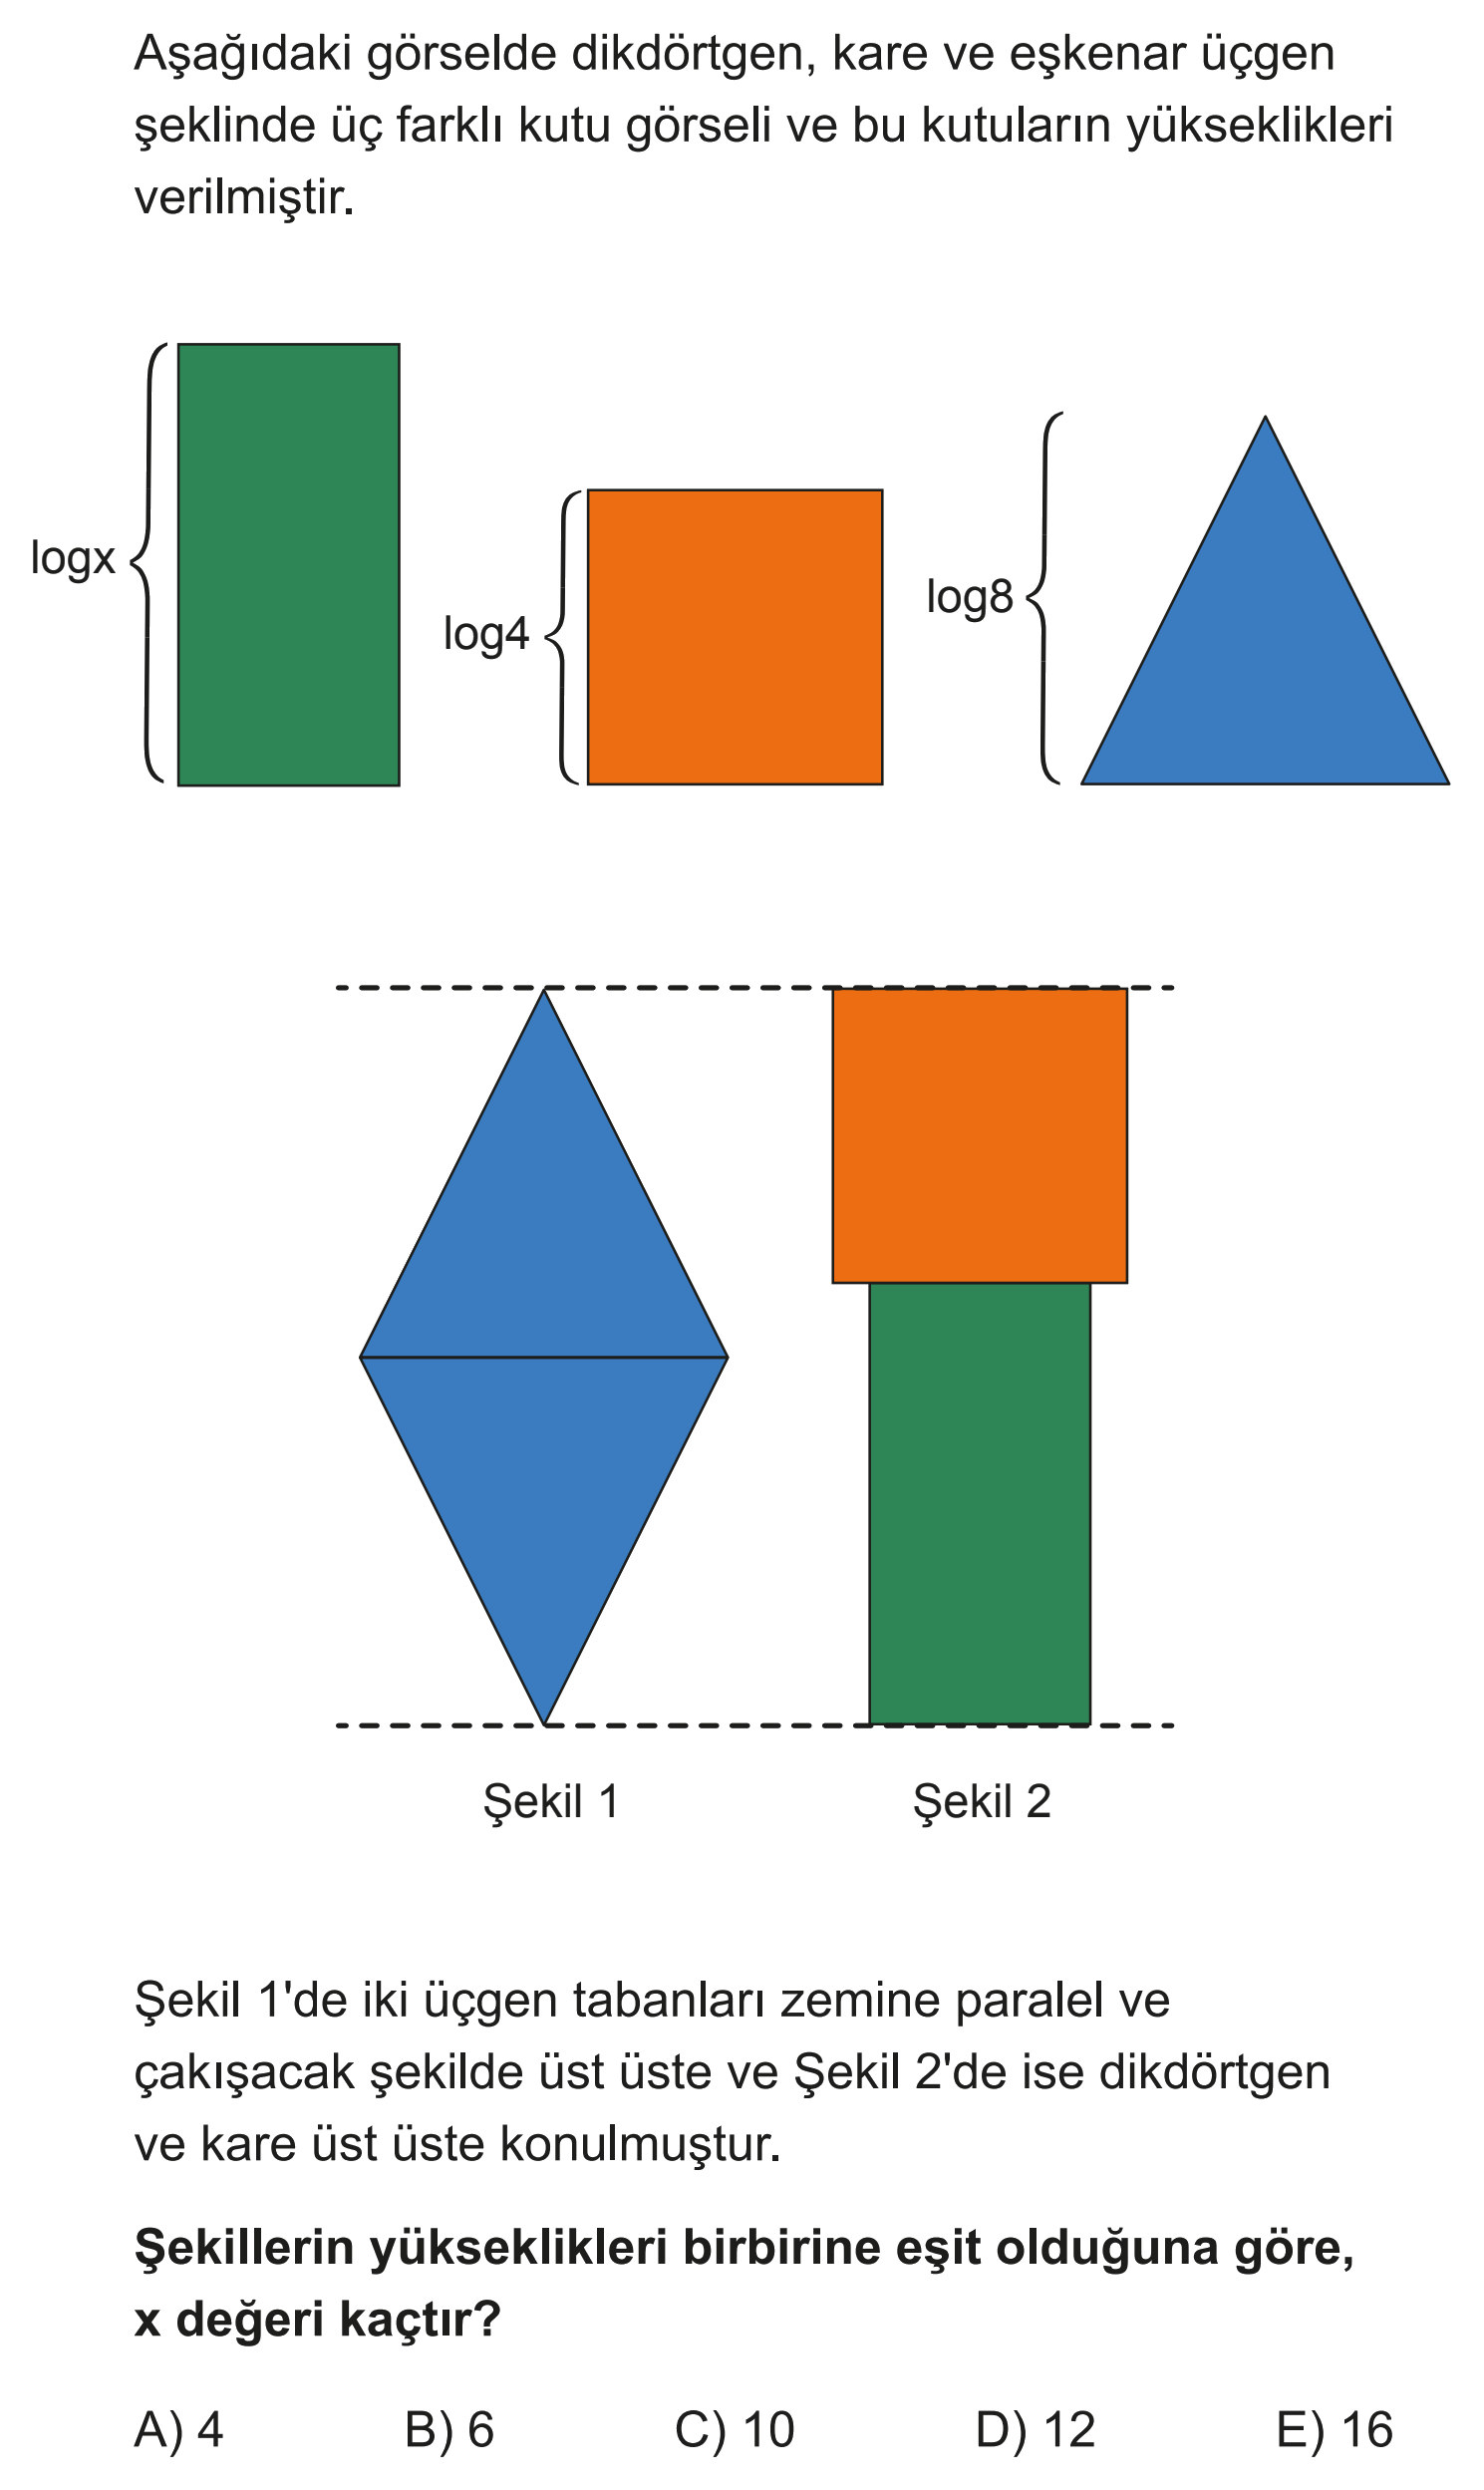 Aşağıdaki görselde dikdörtgen, kare ve eşkenar üçgen
şeklinde üç farklı kutu görseli ve bu kutuların yükseklikleri
verilmiştir.
logx
log4
log8
Şekil 1
Şekil 2
Şekil 1'de iki üçgen tabanları zemine paralel ve
çakışacak şekilde üst üste ve Şekil 2'de ise dikdörtgen
ve kare üst üste konulmuştur.
Şekillerin yükseklikleri birbirine eşit olduğuna göre,
x değeri kaçtır?
A) 4 B) 6 C) 10 D) 12 E) 16